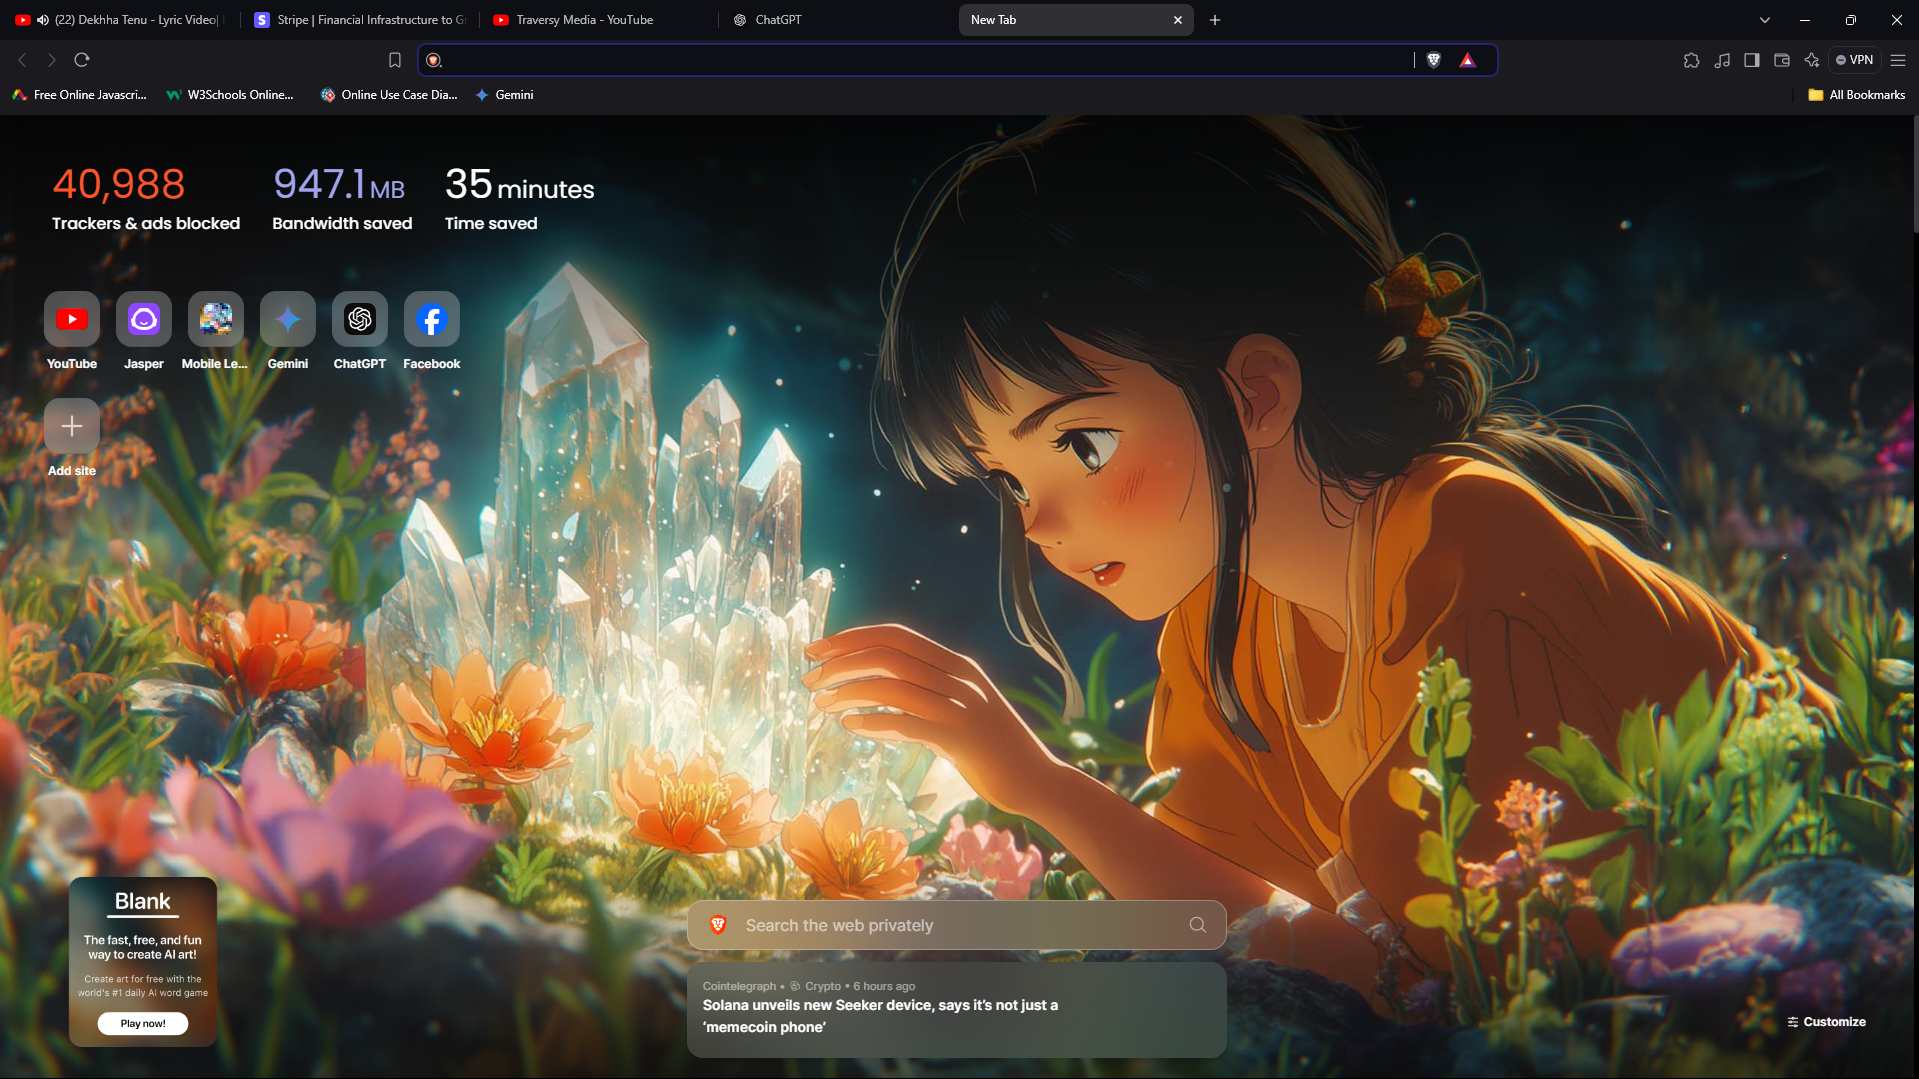 (22) Dekhha Tenu - Lyric Video|
Stripe | Financial Infrastructure to Gr
Traversy Media - YouTube
ChatGPT
New Tab
VPN
Free Online Javascri...
W3Schools Online...
Online Use Case Dia...
Gemini
All Bookmarks
40,988
947.1 MB
35 minutes
Trackers & ads blocked
Bandwidth saved
Time saved
YouTube
Jasper
Mobile Le...
Gemini
ChatGPT
Facebook
Add site
Blank
The fast, free, and fun
way to create AI art!
Create art for free with the
world's #1 daily AI word game
Play now!
Search the web privately
Cointelegraph • Crypto • 6 hours ago
Solana unveils new Seeker device, says it’s not just a
‘memecoin phone’
Customize